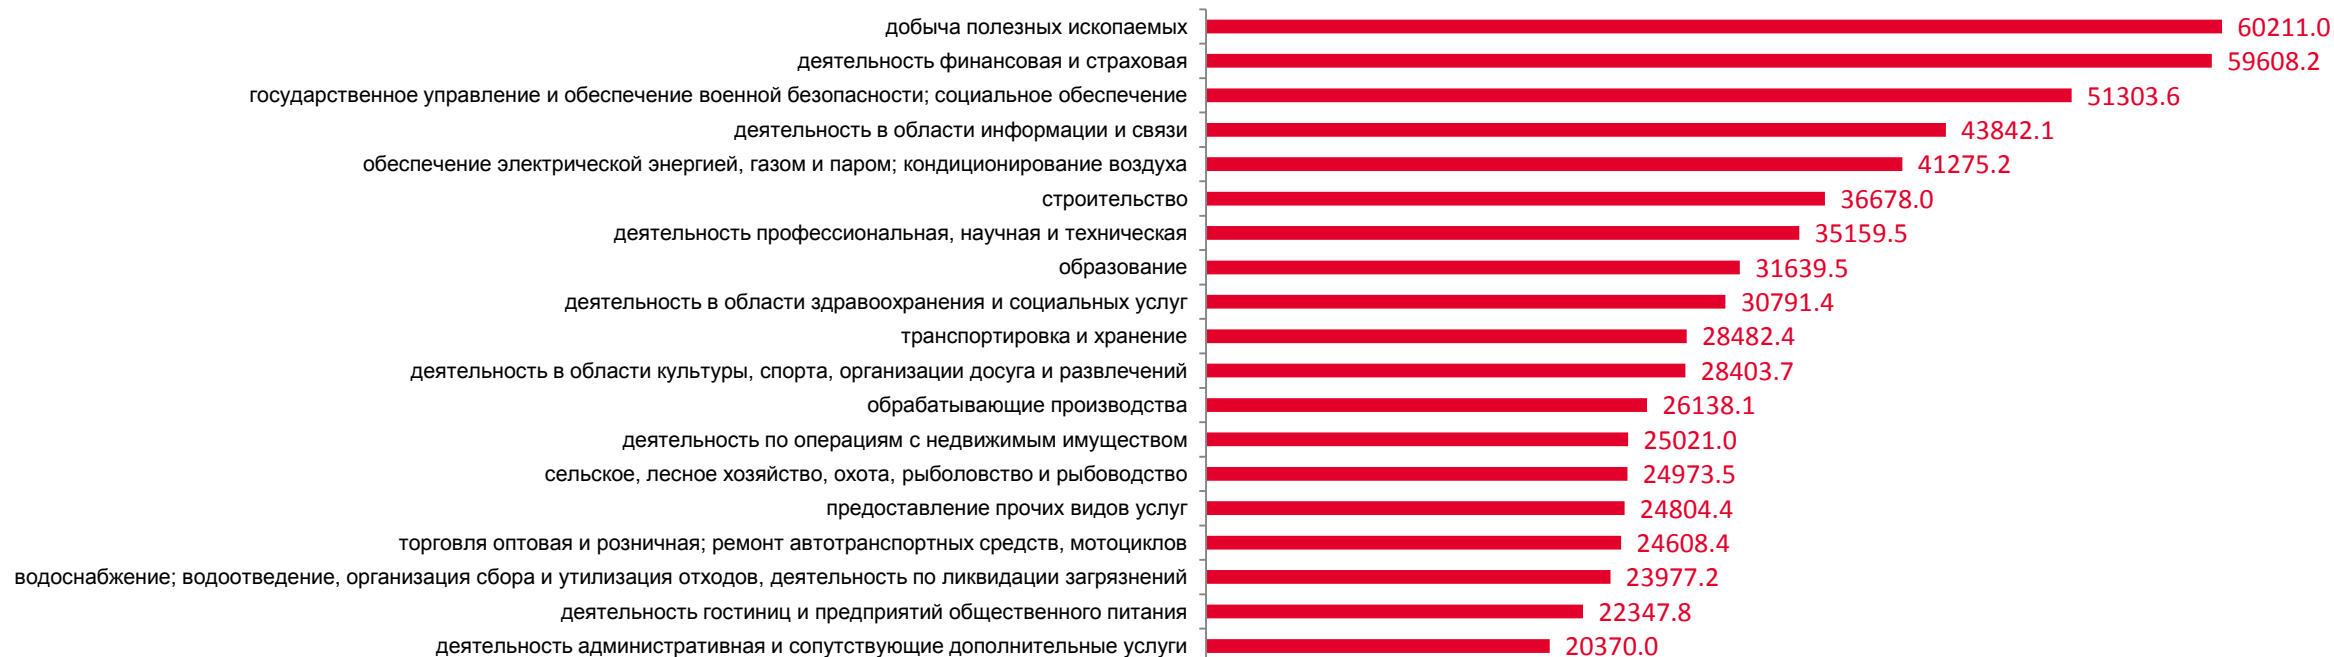 добыча полезных ископаемых 60211.0
деятельность финансовая и страховая 59608.2
государственное управление и обеспечение военной безопасности; социальное обеспечение 51303.6
деятельность в области информации и связи 43842.1
обеспечение электрической энергией, газом и паром; кондиционирование воздуха 41275.2
строительство 36678.0
деятельность профессиональная, научная и техническая 35159.5
образование 31639.5
деятельность в области здравоохранения и социальных услуг 30791.4
транспортировка и хранение 28482.4
деятельность в области культуры, спорта, организации досуга и развлечений 28403.7
обрабатывающие производства 26138.1
деятельность по операциям с недвижимым имуществом 25021.0
сельское, лесное хозяйство, охота, рыболовство и рыбоводство 24973.5
предоставление прочих видов услуг 24804.4
торговля оптовая и розничная; ремонт автотранспортных средств, мотоциклов 24608.4
водоснабжение; водоотведение, организация сбора и утилизация отходов, деятельность по ликвидации загрязнений 23977.2
деятельность гостиниц и предприятий общественного питания 22347.8
деятельность административная и сопутствующие дополнительные услуги 20370.0